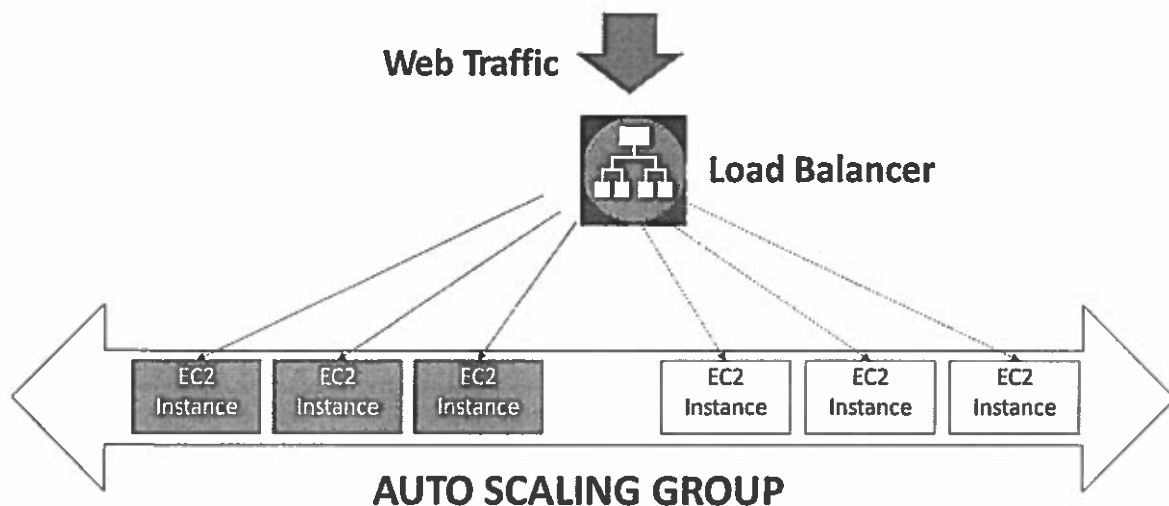 Web Traffic
Load Balancer
EC2
Instance
EC2
Instance
EC2
Instance
EC2
Instance
EC2
Instance
EC2
Instance
AUTO SCALING GROUP